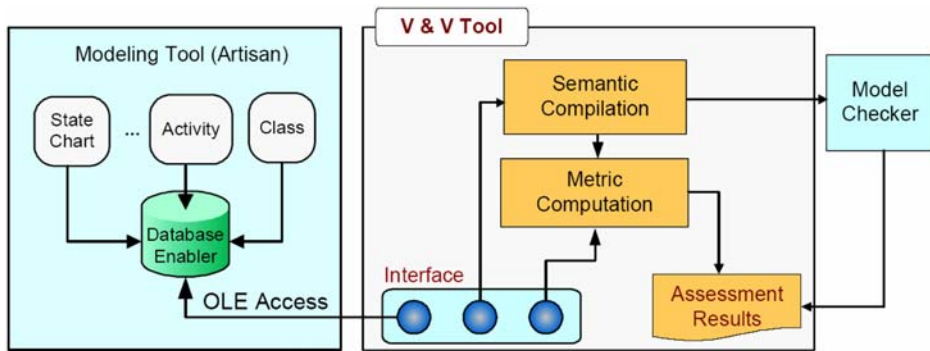 V & V Tool
Modeling Tool (Artisan)
State
Chart
...
Activity
Class
Database
Enabler
OLE Access
Interface
Semantic
Compilation
Metric
Computation
Assessment
Results
Model
Checker